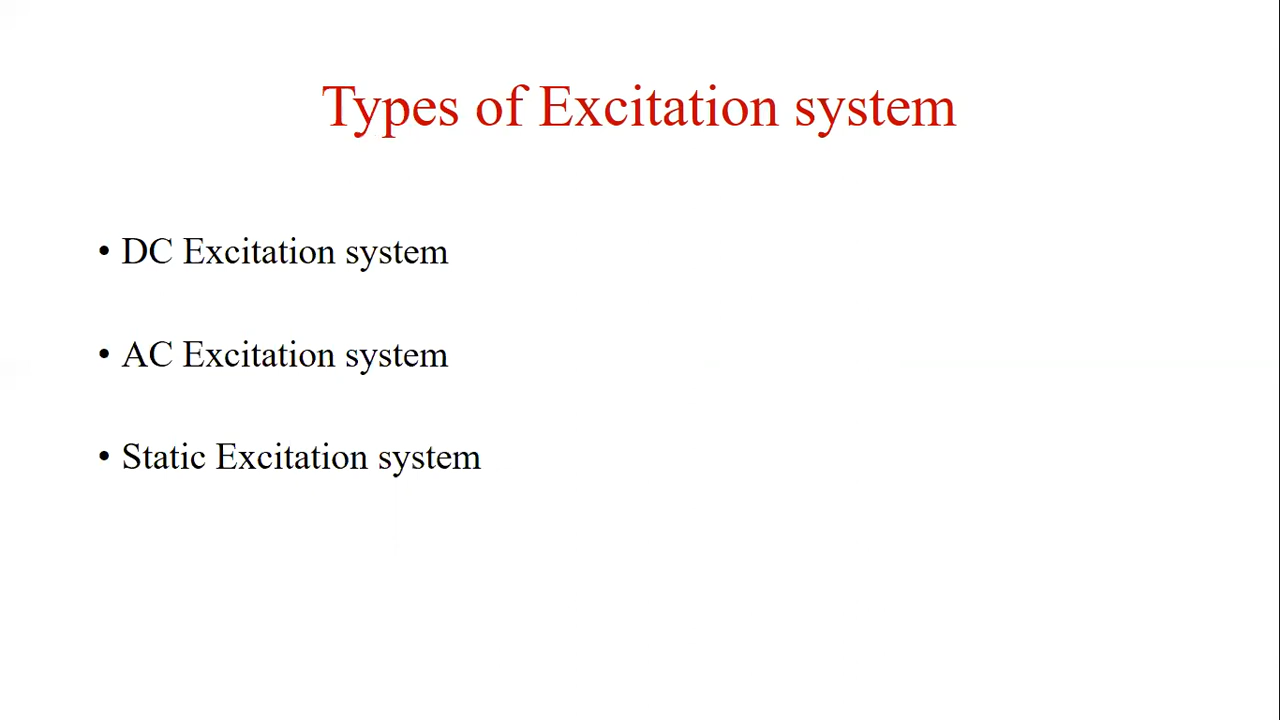 Types of Excitation system
• DC Excitation system
• AC Excitation system
• Static Excitation system